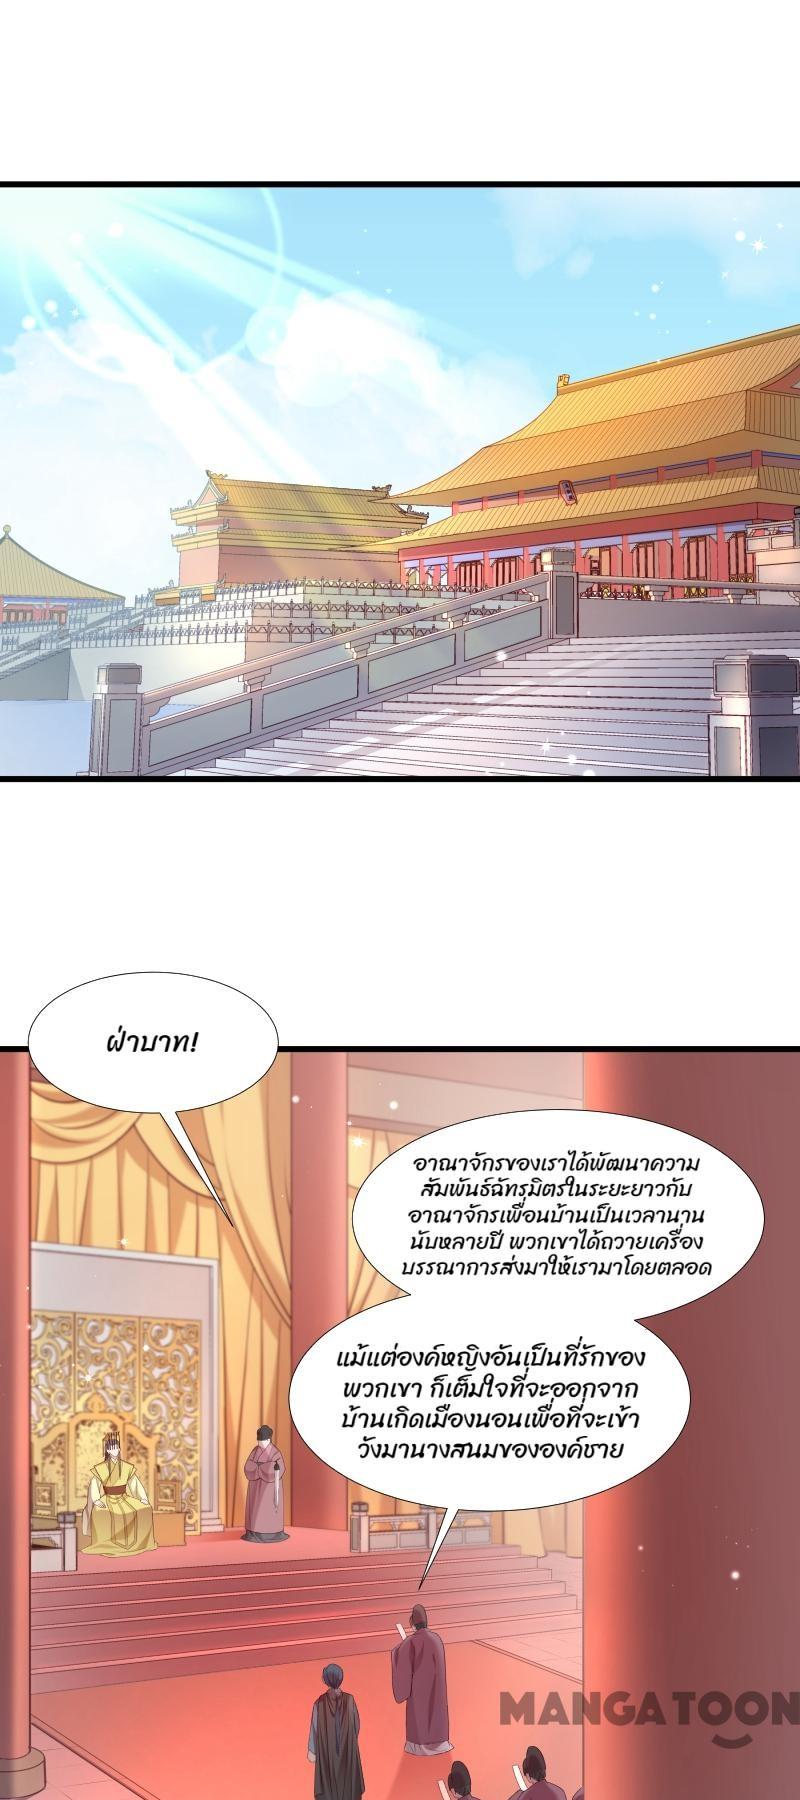 ฝ่าบาท!
อาณาจักรของเราได้พัฒนาความ
สัมพันธ์ฉัทรมิตรในระยะยาวกับ
อาณาจักรเพื่อนบ้านเป็นเวลานาน
นับหลายปี พวกเขาได้ถวายเครื่อง
บรรณาการส่งมาให้เรามาโดยตลอด
แม้แต่องค์หญิงอันเป็นที่รักของ
พวกเขา ก็เต็มใจที่จะออกจาก
บ้านเกิดเมืองนอนเพื่อที่จะเข้า
วังมานางสนมขององค์ชาย
MANGATOON